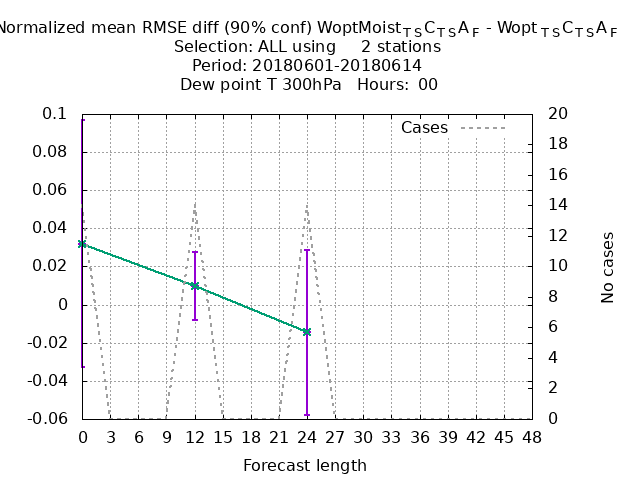 Normalized mean RMSE diff (90% conf) WoptMoist_TSC_TSA_F - Wopt_TSC_TSA_F
Selection: ALL using 2 stations
Period: 20180601-20180614
Dew point T 300hPa Hours: 00
Cases
0.1
0.08
0.06
0.04
0.02
0
-0.02
-0.04
-0.06
20
18
16
14
12
10
8
6
4
2
0
No cases
0 3 6 9 12 15 18 21 24 27 30 33 36 39 42 45 48
Forecast length